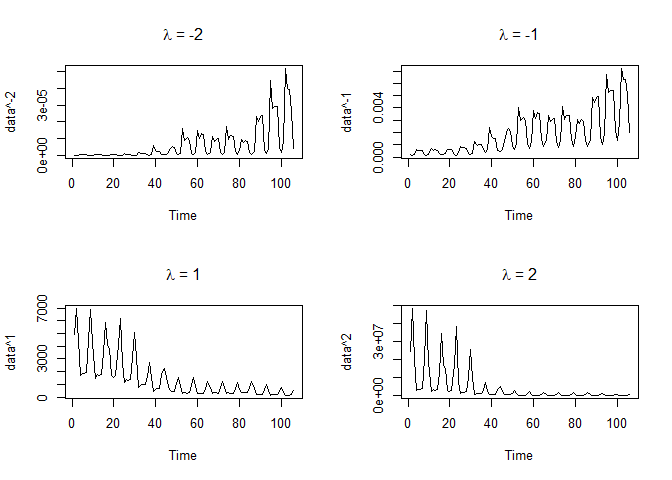 λ = -2
data^-2
0e+00 3e-05
0 20 40 60 80 100
Time
λ = -1
data^-1
0.000 0.004
0 20 40 60 80 100
Time
λ = 1
data^1
0 3000 7000
0 20 40 60 80 100
Time
λ = 2
data^2
0e+00 3e+07
0 20 40 60 80 100
Time